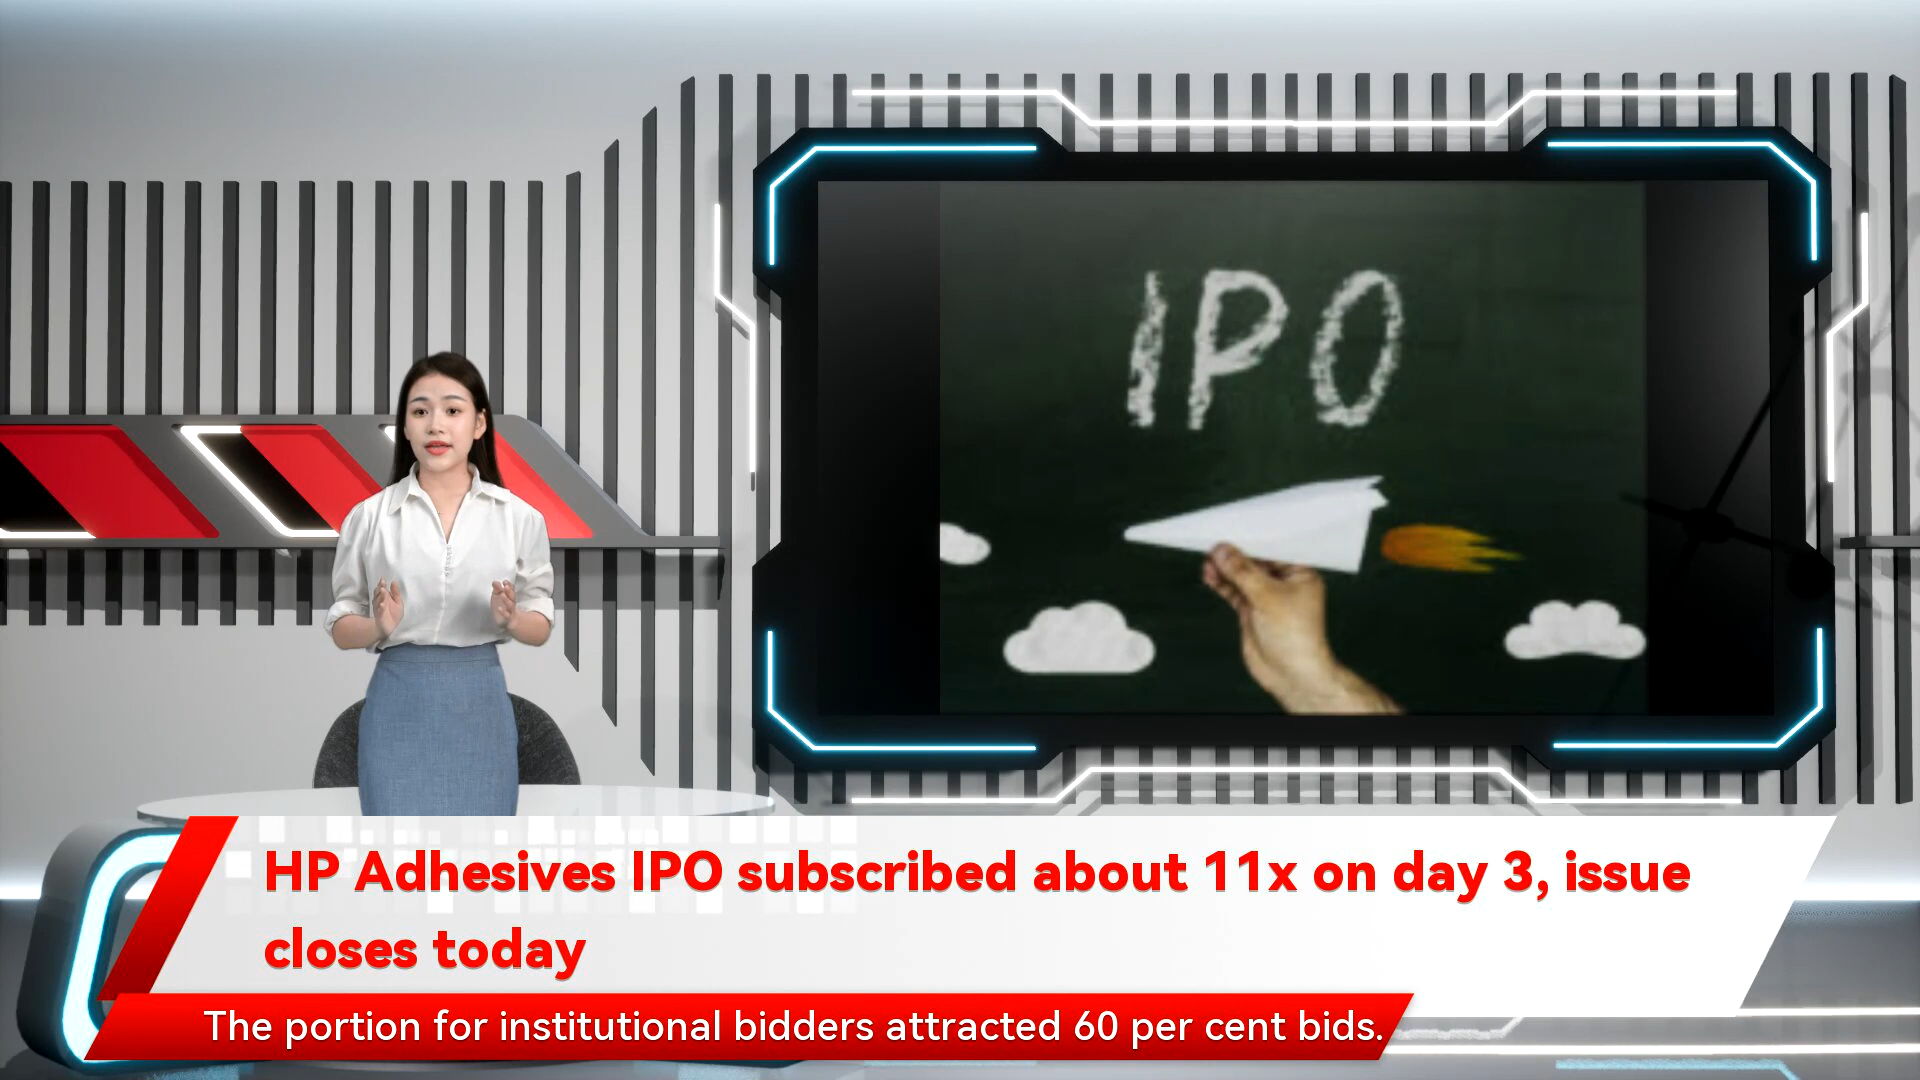 IPO
HP Adhesives IPO subscribed about 11x on day 3, issue
closes today
The portion for institutional bidders attracted 60 per cent bids.